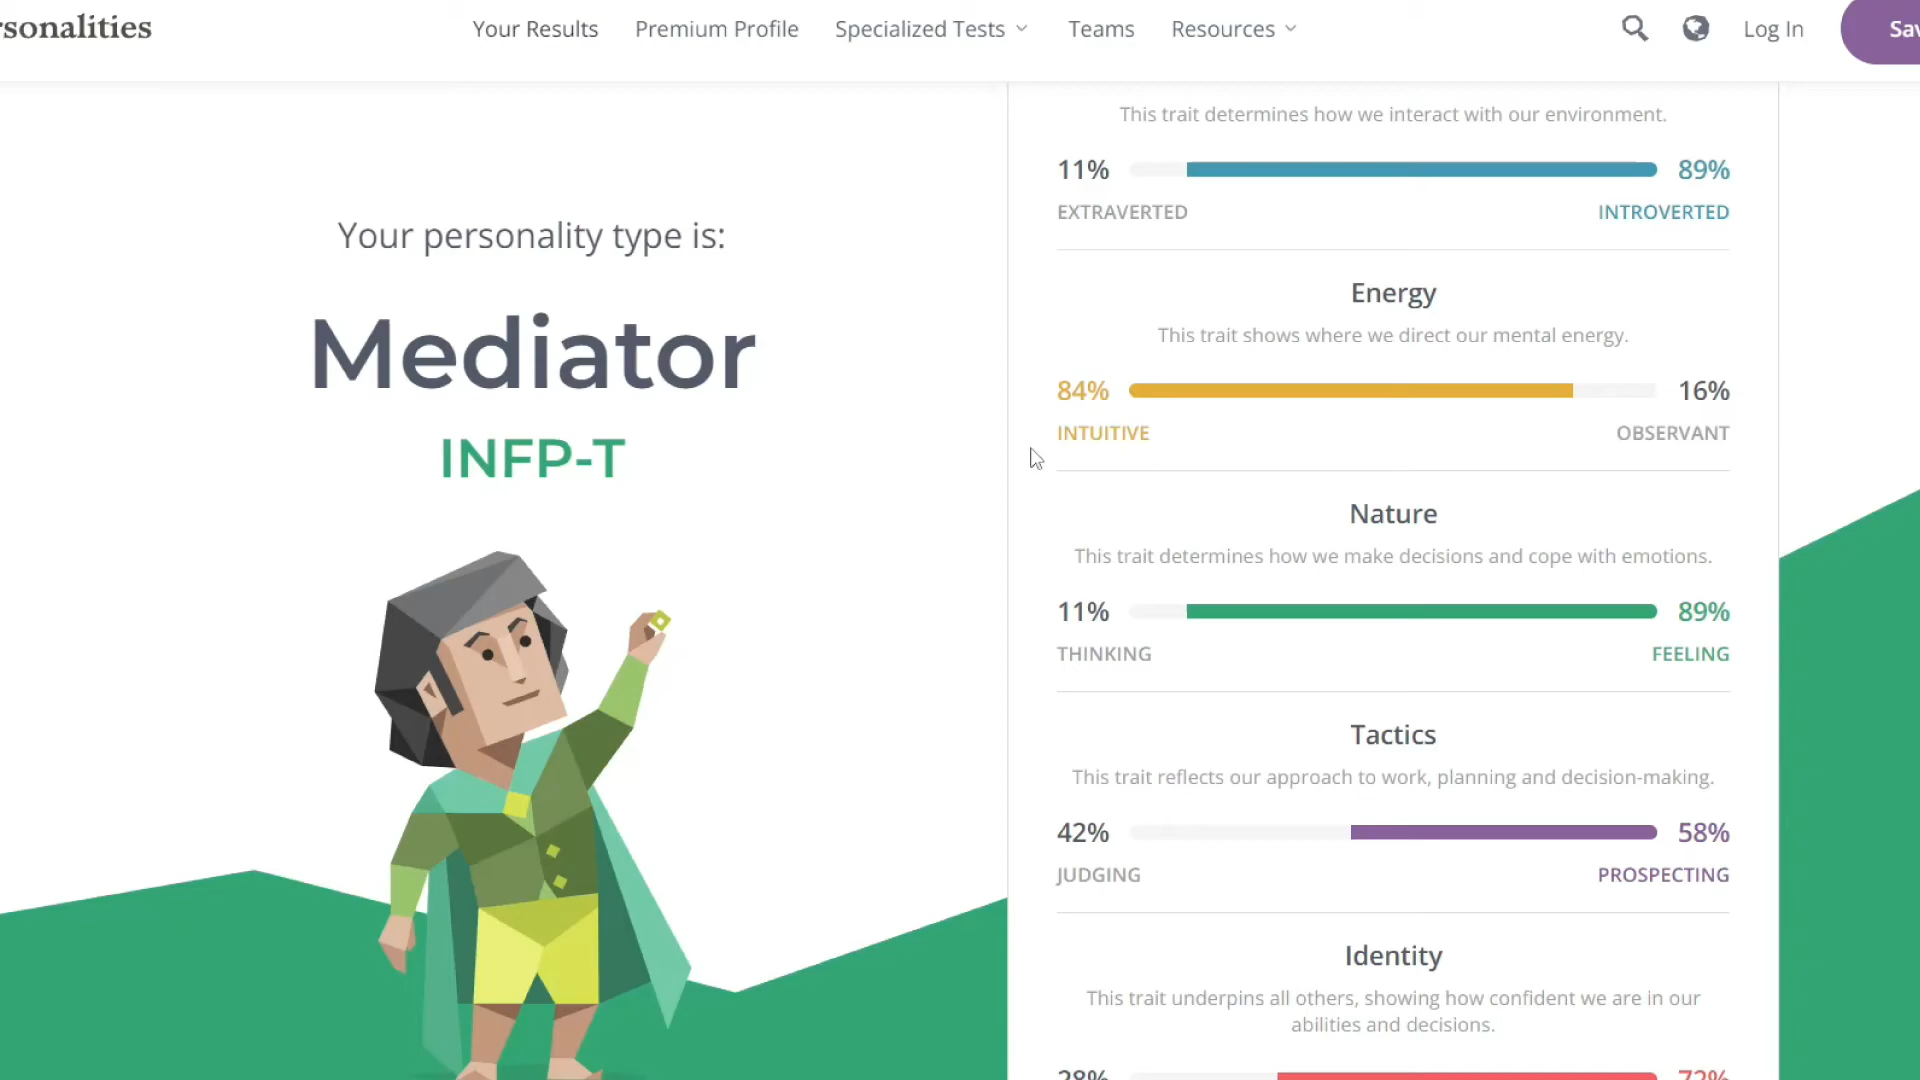 rsonalities
Your Results Premium Profile Specialized Tests Teams Resources Log In Sav
Your personality type is:
Mediator
INFP-T
This trait determines how we interact with our environment.
11% 89%
EXTRAVERTED INTROVERTED
Energy
This trait shows where we direct our mental energy.
84% 16%
INTUITIVE OBSERVANT
Nature
This trait determines how we make decisions and cope with emotions.
11% 89%
THINKING FEELING
Tactics
This trait reflects our approach to work, planning and decision-making.
42% 58%
JUDGING PROSPECTING
Identity
This trait underpins all others, showing how confident we are in our
abilities and decisions.
28% 72%